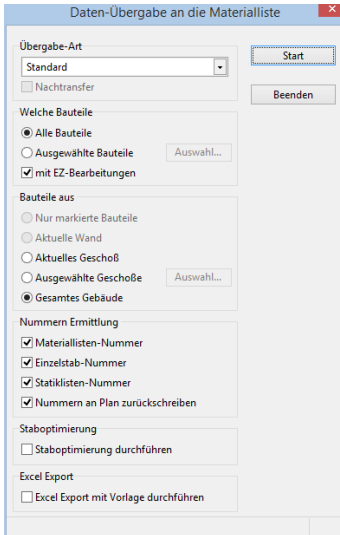 Daten-Übergabe an die Materialliste
Übergabe-Art
Standard
Nachtransfer
Start
Beenden
Welche Bauteile
Alle Bauteile
Ausgewählte Bauteile Auswahl...
mit EZ-Bearbeitungen
Bauteile aus
Nur markierte Bauteile
Aktuelle Wand
Aktuelles Geschoß
Ausgewählte Geschoße Auswahl...
Gesamtes Gebäude
Nummern Ermittlung
Materiallisten-Nummer
Einzelstab-Nummer
Statiklisten-Nummer
Nummern an Plan zurückschreiben
Staboptimierung
Staboptimierung durchführen
Excel Export
Excel Export mit Vorlage durchführen